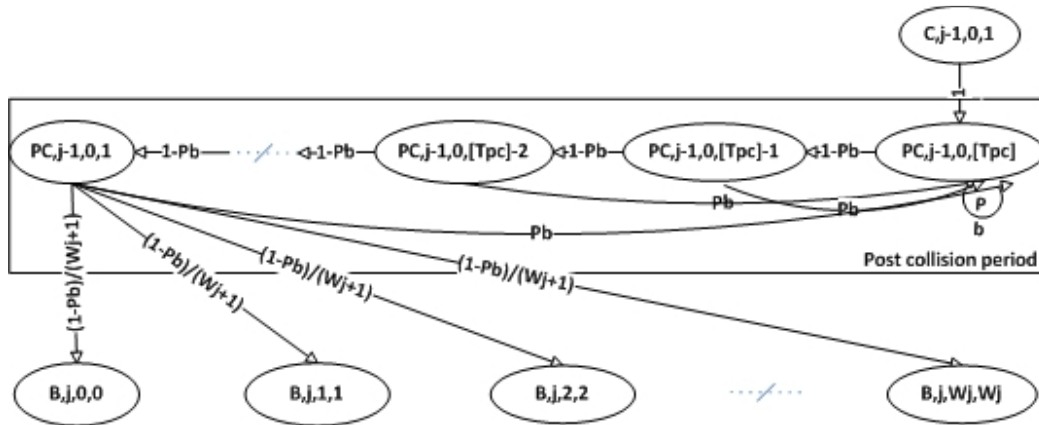 C,j-1,0,1
1
PC,j-1,0,1
1-Pb
1-Pb
PC,j-1,0,[Tpc]-2
1-Pb
PC,j-1,0,[Tpc]-1
1-Pb
PC,j-1,0,[Tpc]
Pb
Pb
P
b
Pb
Post collision period
(1-Pb)/(Wj+1)
(1-Pb)/(Wj+1)
(1-Pb)/(Wj+1)
(1-Pb)/(Wj+1)
B,j,0,0
B,j,1,1
B,j,2,2
B,j,Wj,Wj